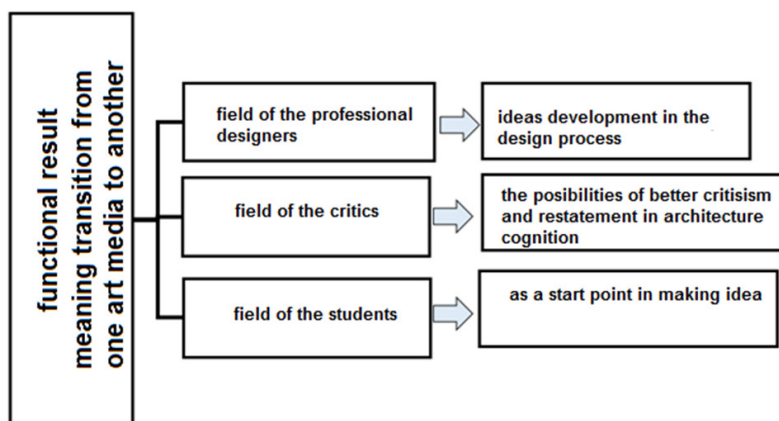 functional result
meaning transition from
one art media to another
field of the professional
designers
ideas development in the
design process
field of the critics
the posibilities of better critisism
and restatement in architecture
cognition
field of the students
as a start point in making idea